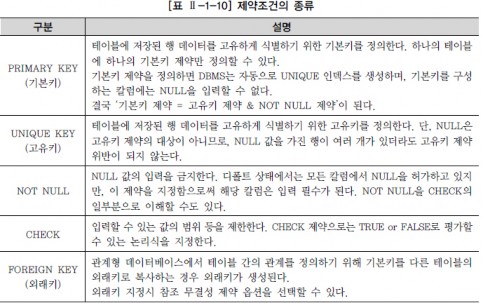 [표 Ⅱ-1-10] 제약조건의 종류
구분
설명
PRIMARY KEY
(기본키)
테이블에 저장된 행 데이터를 고유하게 식별하기 위한 기본키를 정의한다. 하나의 테이블
에 하나의 기본키 제약만 정의할 수 있다.
기본키 제약을 정의하면 DBMS는 자동으로 UNIQUE 인덱스를 생성하며, 기본키를 구성
하는 칼럼에는 NULL을 입력할 수 없다.
결국 '기본키 제약 = 고유키 제약 & NOT NULL 제약'이 된다.
UNIQUE KEY
(고유키)
테이블에 저장된 행 데이터를 고유하게 식별하기 위한 고유키를 정의한다. 단, NULL은
고유키 제약의 대상이 아니므로, NULL 값을 가진 행이 여러 개가 있더라도 고유키 제약
위반이 되지 않는다.
NOT NULL
NULL 값의 입력을 금지한다. 디폴트 상태에서는 모든 칼럼에서 NULL을 허가하고 있지
만, 이 제약을 지정함으로써 해당 칼럼은 입력 필수가 된다. NOT NULL을 CHECK의
일부분으로 이해할 수도 있다.
CHECK
입력할 수 있는 값의 범위 등을 제한한다. CHECK 제약으로는 TRUE or FALSE로 평가할
수 있는 논리식을 지정한다.
FOREIGN KEY
(외래키)
관계형 데이터베이스에서 테이블 간의 관계를 정의하기 위해 기본키를 다른 테이블의
외래키로 복사하는 경우 외래키가 생성된다.
외래키 지정시 참조 무결성 제약 옵션을 선택할 수 있다.